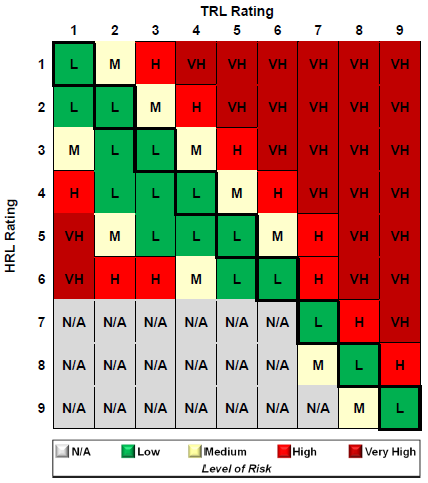 TRL Rating
1 2 3 4 5 6 7 8 9
HRL Rating
1 L M H VH VH VH VH VH VH
2 L L M H VH VH VH VH VH
3 M L L M H VH VH VH VH
4 H L L L M H VH VH VH
5 VH M L L L M H VH VH
6 VH H H M L L H VH VH
7 N/A N/A N/A N/A N/A N/A L H VH
8 N/A N/A N/A N/A N/A N/A M L H
9 N/A N/A N/A N/A N/A N/A N/A M L
N/A Low Medium High Very High
Level of Risk